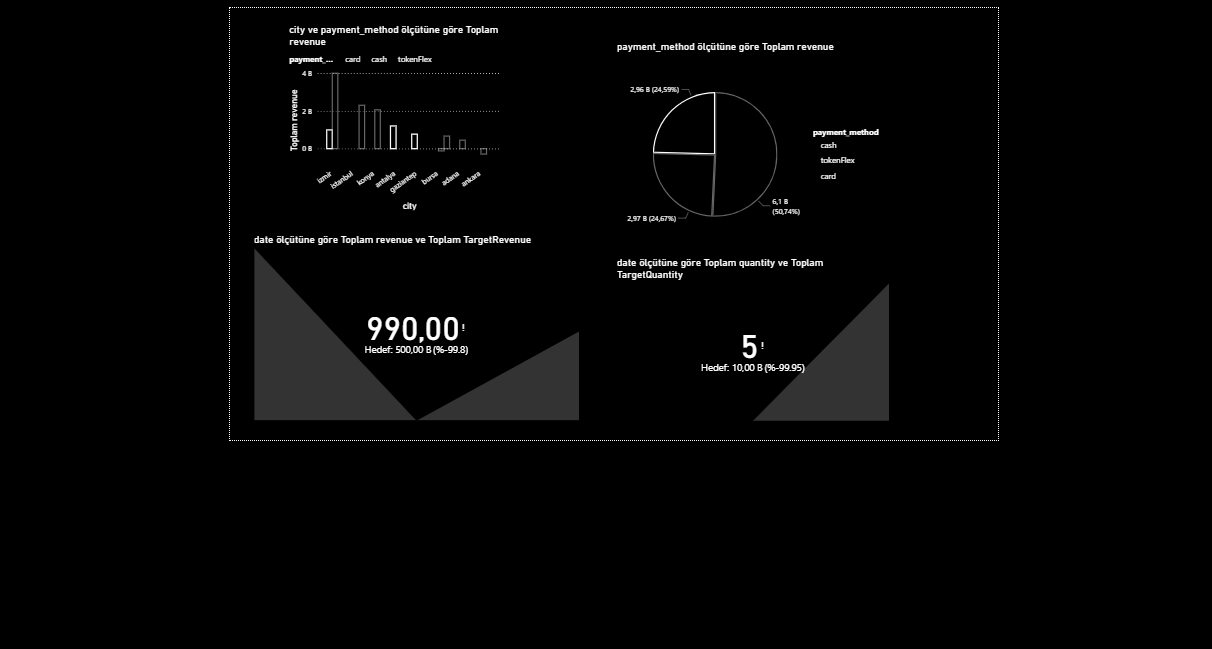 city ve payment_method ölçütüne göre Toplam
revenue
payment_... card cash tokenFlex
4 B
2 B
0 B
Toplam revenue
izmir
istanbul
konya
antalya
gaziantep
bursa
adana
ankara
city
payment_method ölçütüne göre Toplam revenue
2,96 B (24,59%)
2,97 B (24,67%)
6,1 B
(50,74%)
payment_method
cash
tokenFlex
card
date ölçütüne göre Toplam revenue ve Toplam TargetRevenue
990,00 !
Hedef: 500,00 B (%-99.8)
date ölçütüne göre Toplam quantity ve Toplam
TargetQuantity
5 !
Hedef: 10,00 B (%-99.95)